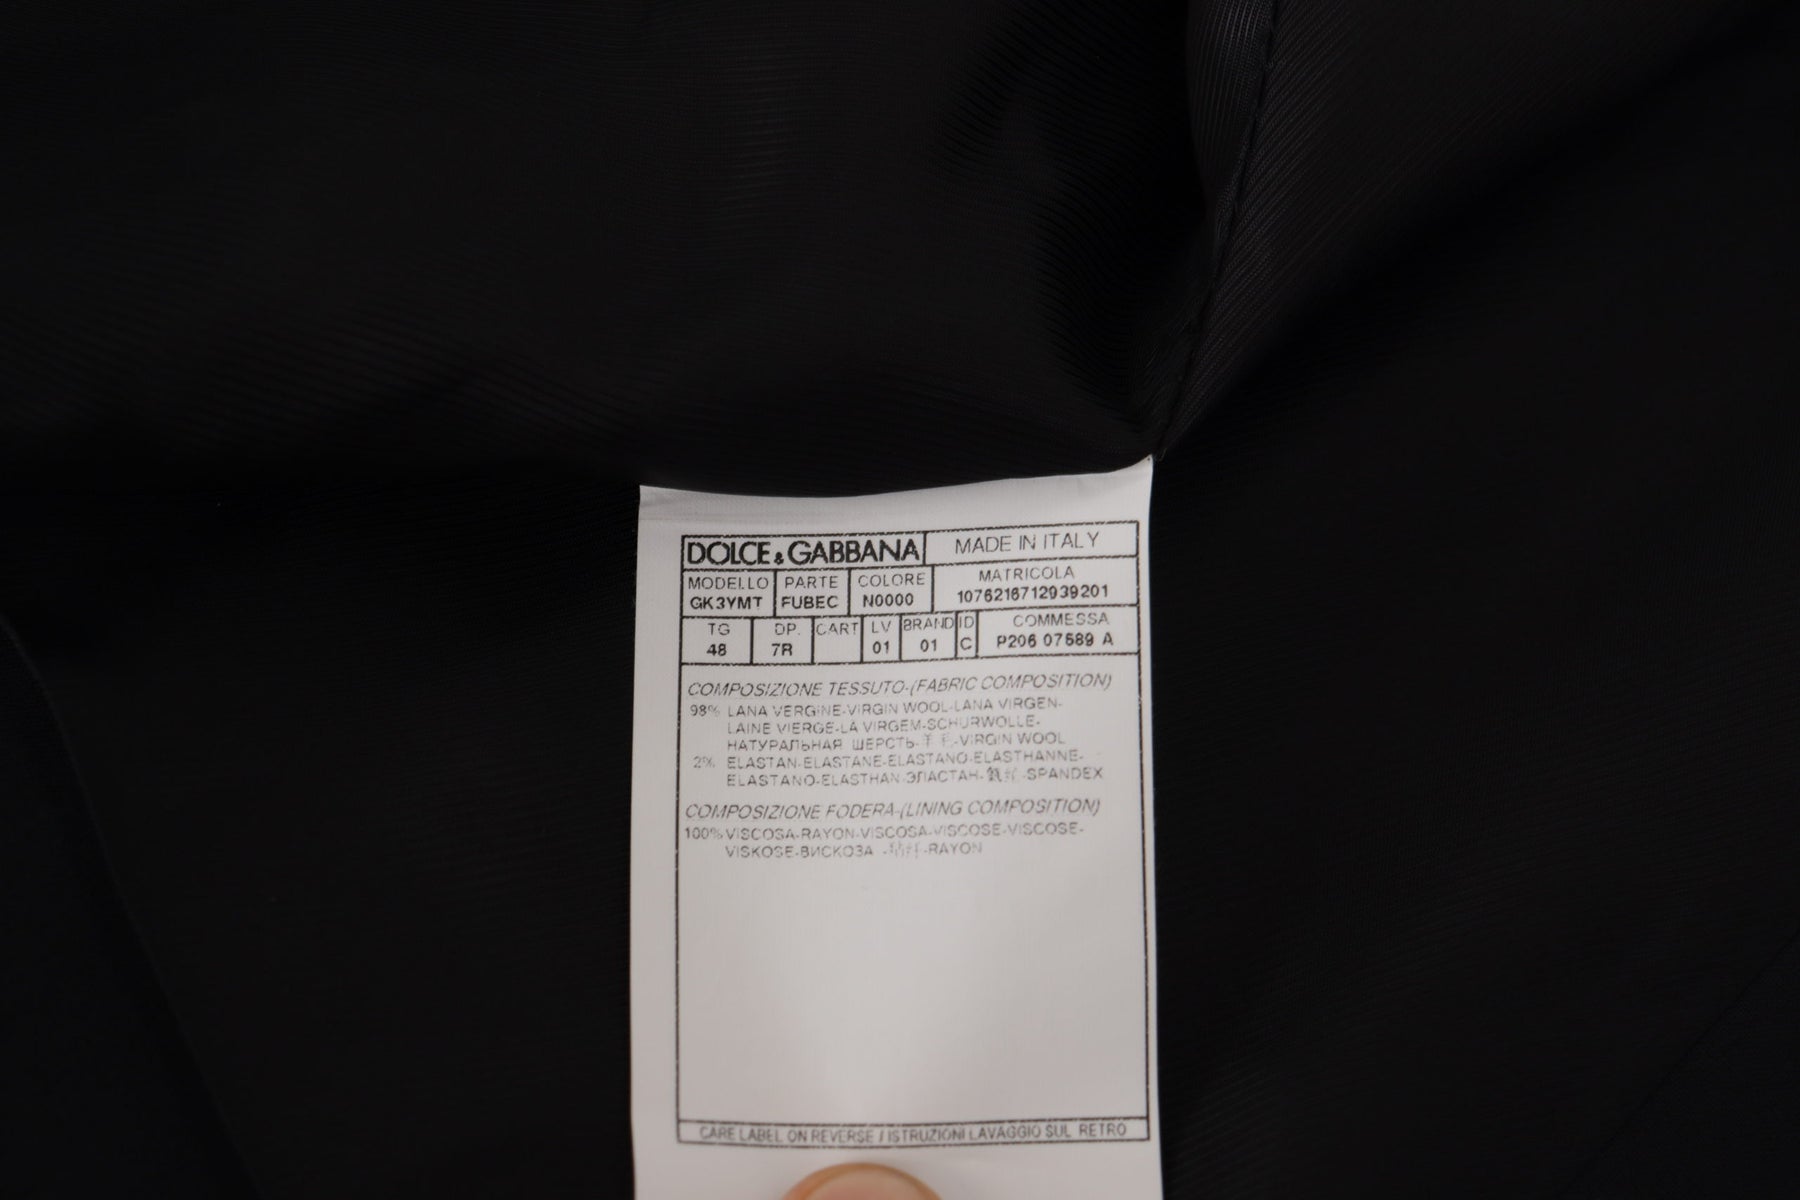 DOLCE & GABBANA MADE IN ITALY
MODELLO PARTE COLORE MATRICOLA
GK3YMT FUBEC N0000 1076216712939201
TG DP. CART LV BRAND ID COMMESSA
48 7R 01 01 C P206 07589 A
COMPOSIZIONE TESSUTO-(FABRIC COMPOSITION)
98% LANA VERGINE-VIRGIN WOOL-LANA VIRGEN-
LAINE VIERGE-LÀ VIRGEM-SCHURWOLLE-
НАТУРАЛЬНАЯ ШЕРСТЬ-羊毛-VIRGIN WOOL
2% ELASTAN-ELASTANE-ELASTANO-ELASTHANNE-
ELASTANO-ELASTHAN-ЭЛАСТАН-氨纶-SPANDEX
COMPOSIZIONE FODERA-(LINING COMPOSITION)
100% VISCOSA-RAYON-VISCOSA-VISCOSE-VISCOSE-
VISKOSE-ВИСКОЗА -RAYON
CARE LABEL ON REVERSE / ISTRUZIONI LAVAGGIO SUL RETRO